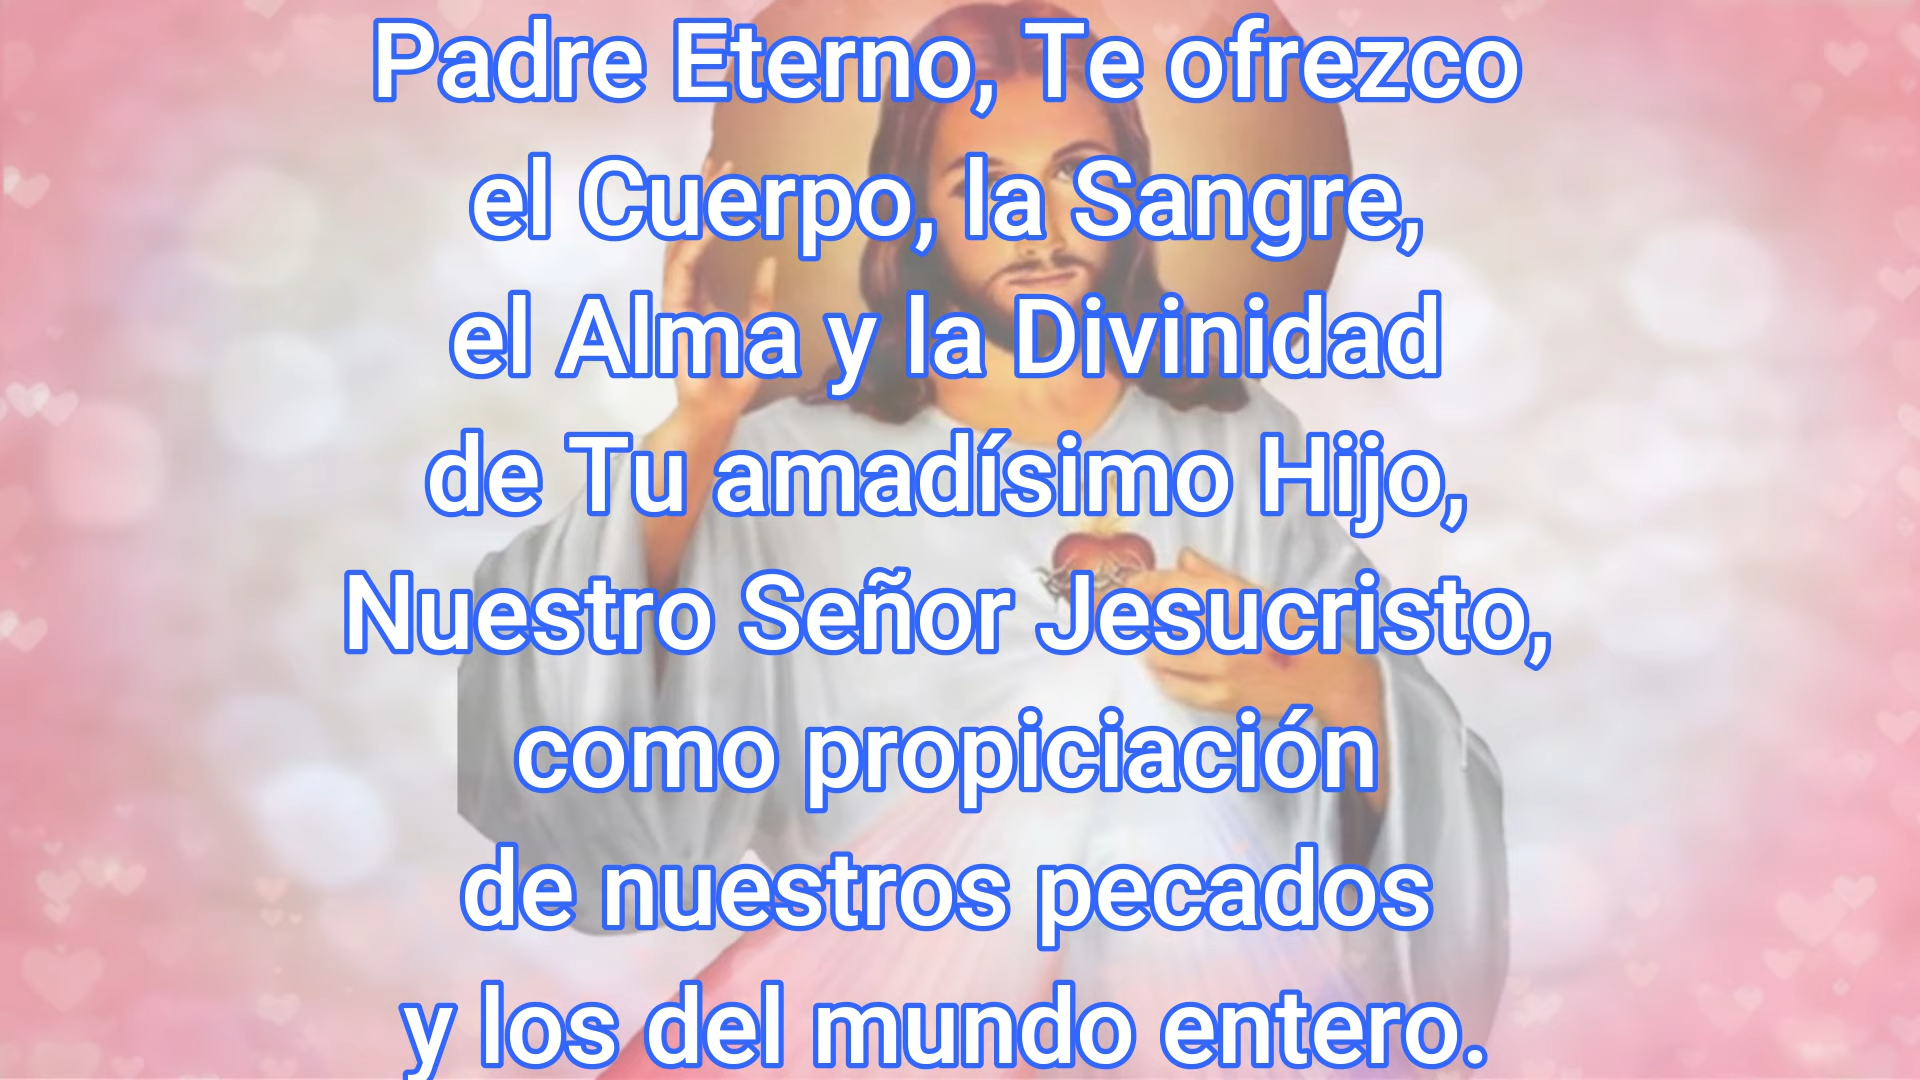 Padre Eterno, Te ofrezco
el Cuerpo, la Sangre,
el Alma y la Divinidad
de Tu amadísimo Hijo,
Nuestro Señor Jesucristo,
como propiciación
de nuestros pecados
y los del mundo entero.